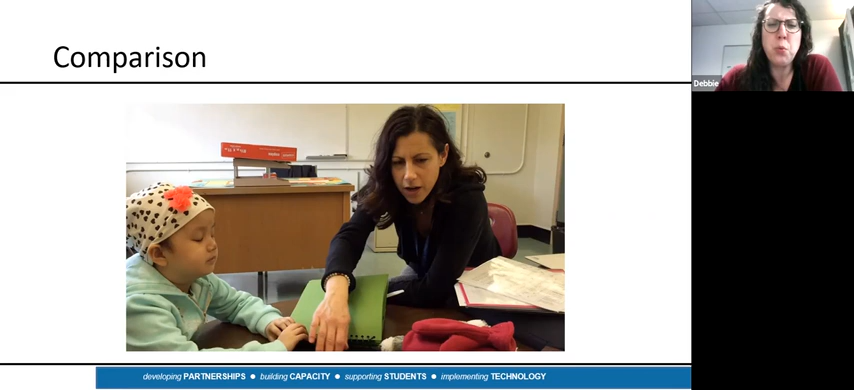 Comparison
Debbie
developing PARTNERSHIPS ● building CAPACITY ● supporting STUDENTS ● implementing TECHNOLOGY